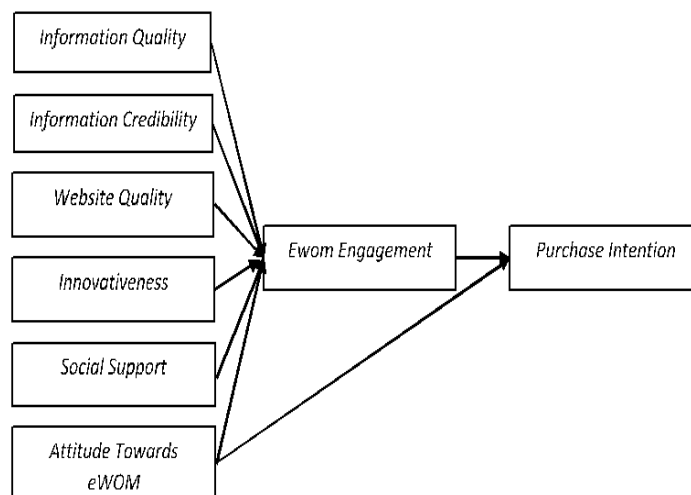 Information Quality
Information Credibility
Website Quality
Ewom Engagement
Purchase Intention
Innovativeness
Social Support
Attitude Towards
eWOM